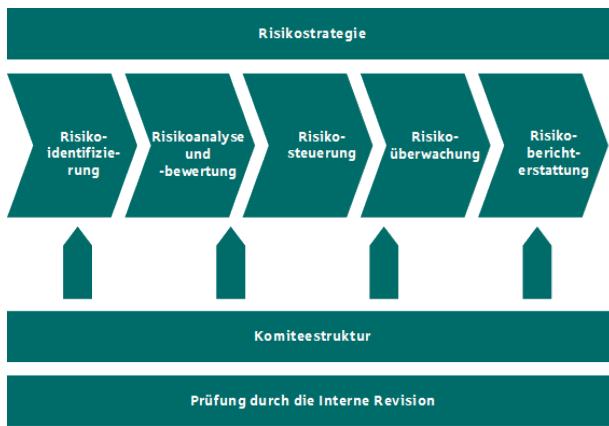 Risikostrategie
Risiko-
identifizie-
rung
Risikoanalyse
und
-bewertung
Risiko-
steuerung
Risiko-
überwachung
Risiko-
bericht-
erstattung
Komiteestruktur
Prüfung durch die Interne Revision